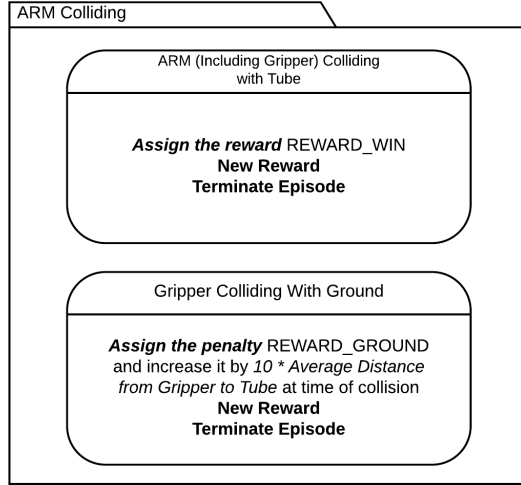 ARM Colliding
ARM (Including Gripper) Colliding
with Tube
Assign the reward REWARD_WIN
New Reward
Terminate Episode
Gripper Colliding With Ground
Assign the penalty REWARD_GROUND
and increase it by 10 * Average Distance
from Gripper to Tube at time of collision
New Reward
Terminate Episode